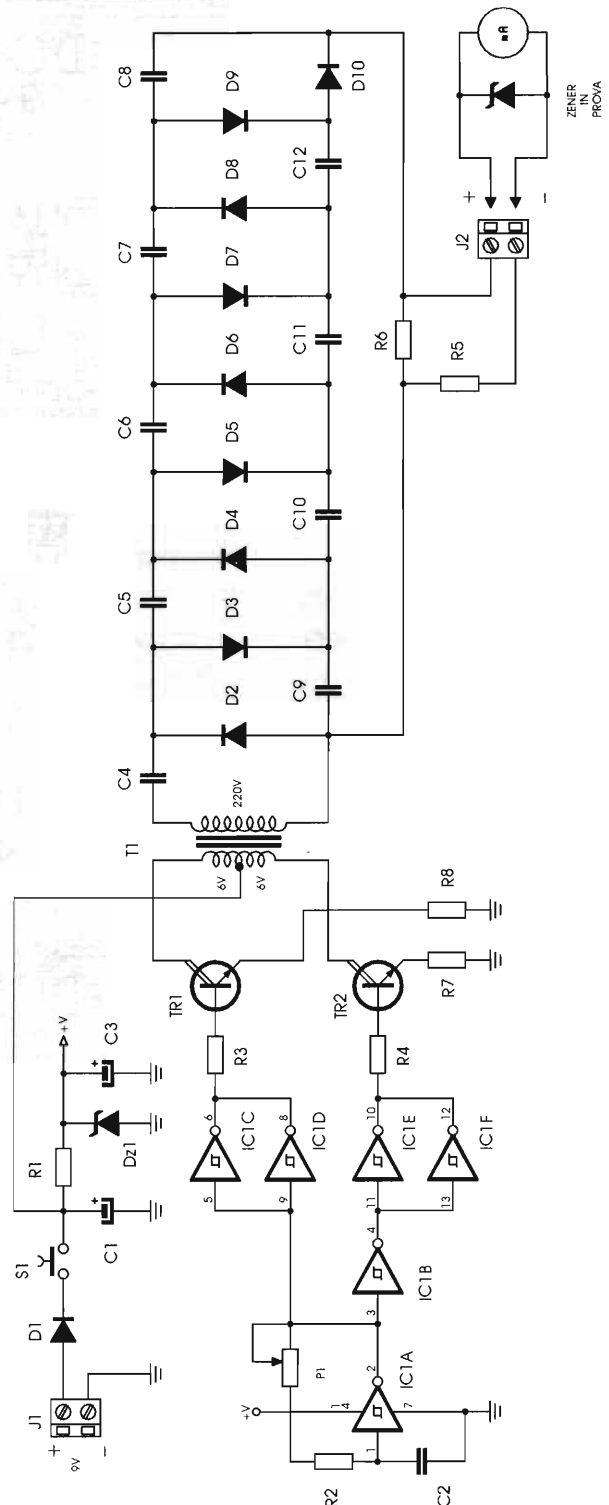 C8
D9
D10
D8
C12
C7
D7
D6
C11
C6
D5
D4
C10
C5
D3
D2
C9
C4
220V
T1
6V
6V
mA
ZENER
IN
PROVA
+
-
J2
R6
R5
R8
R7
TR1
TR2
R3
R4
+V
C3
+
Dz1
R1
C1
+
S1
D1
J1
+
-
9V
6
IC1C
5
8
IC1D
9
10
IC1E
11
12
IC1F
13
4
IC1B
3
P1
2
IC1A
+V
1
4
7
1
R2
C2